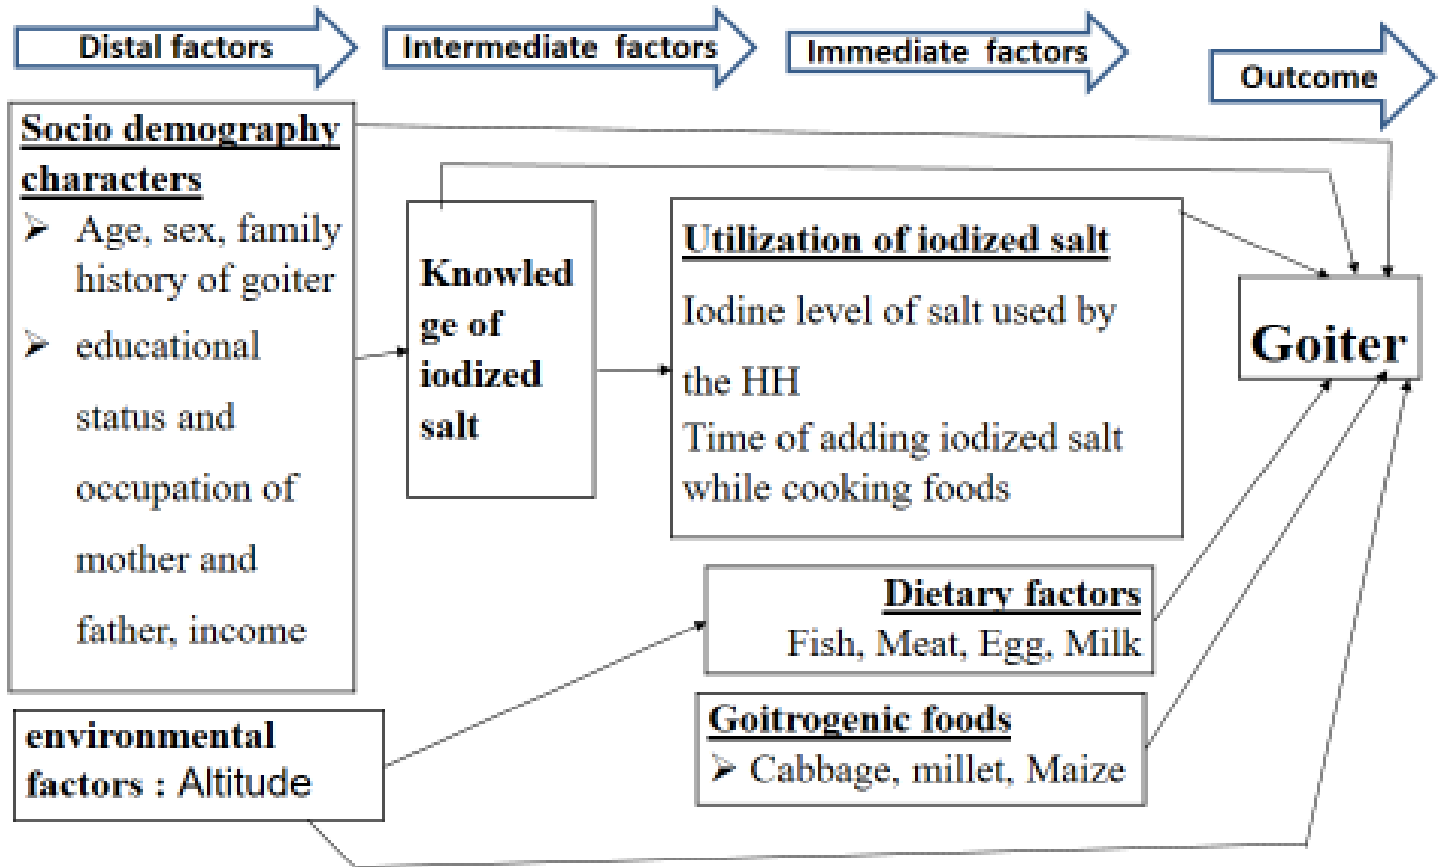 Distal factors
Intermediate factors
Immediate factors
Outcome
Socio demography
characters
➢ Age, sex, family
history of goiter
➢ educational
status and
occupation of
mother and
father, income
environmental
factors : Altitude
Knowled
ge of
iodized
salt
Utilization of iodized salt
Iodine level of salt used by
the HH
Time of adding iodized salt
while cooking foods
Dietary factors
Fish, Meat, Egg, Milk
Goitrogenic foods
➢ Cabbage, millet, Maize
Goiter